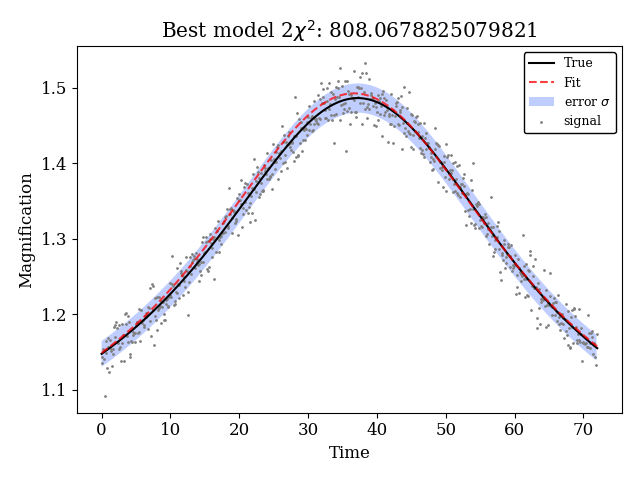 Best model 2χ²: 808.0678825079821
Magnification
1.5
1.4
1.3
1.2
1.1
True
Fit
error σ
signal
0 10 20 30 40 50 60 70
Time